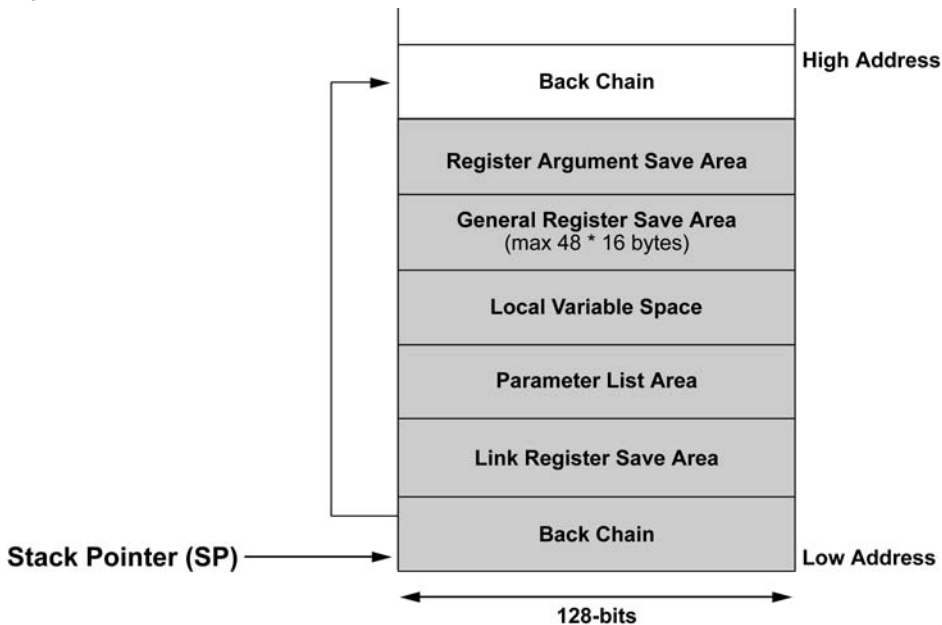 High Address
Back Chain
Register Argument Save Area
General Register Save Area
(max 48 * 16 bytes)
Local Variable Space
Parameter List Area
Link Register Save Area
Back Chain
Stack Pointer (SP)
Low Address
128-bits